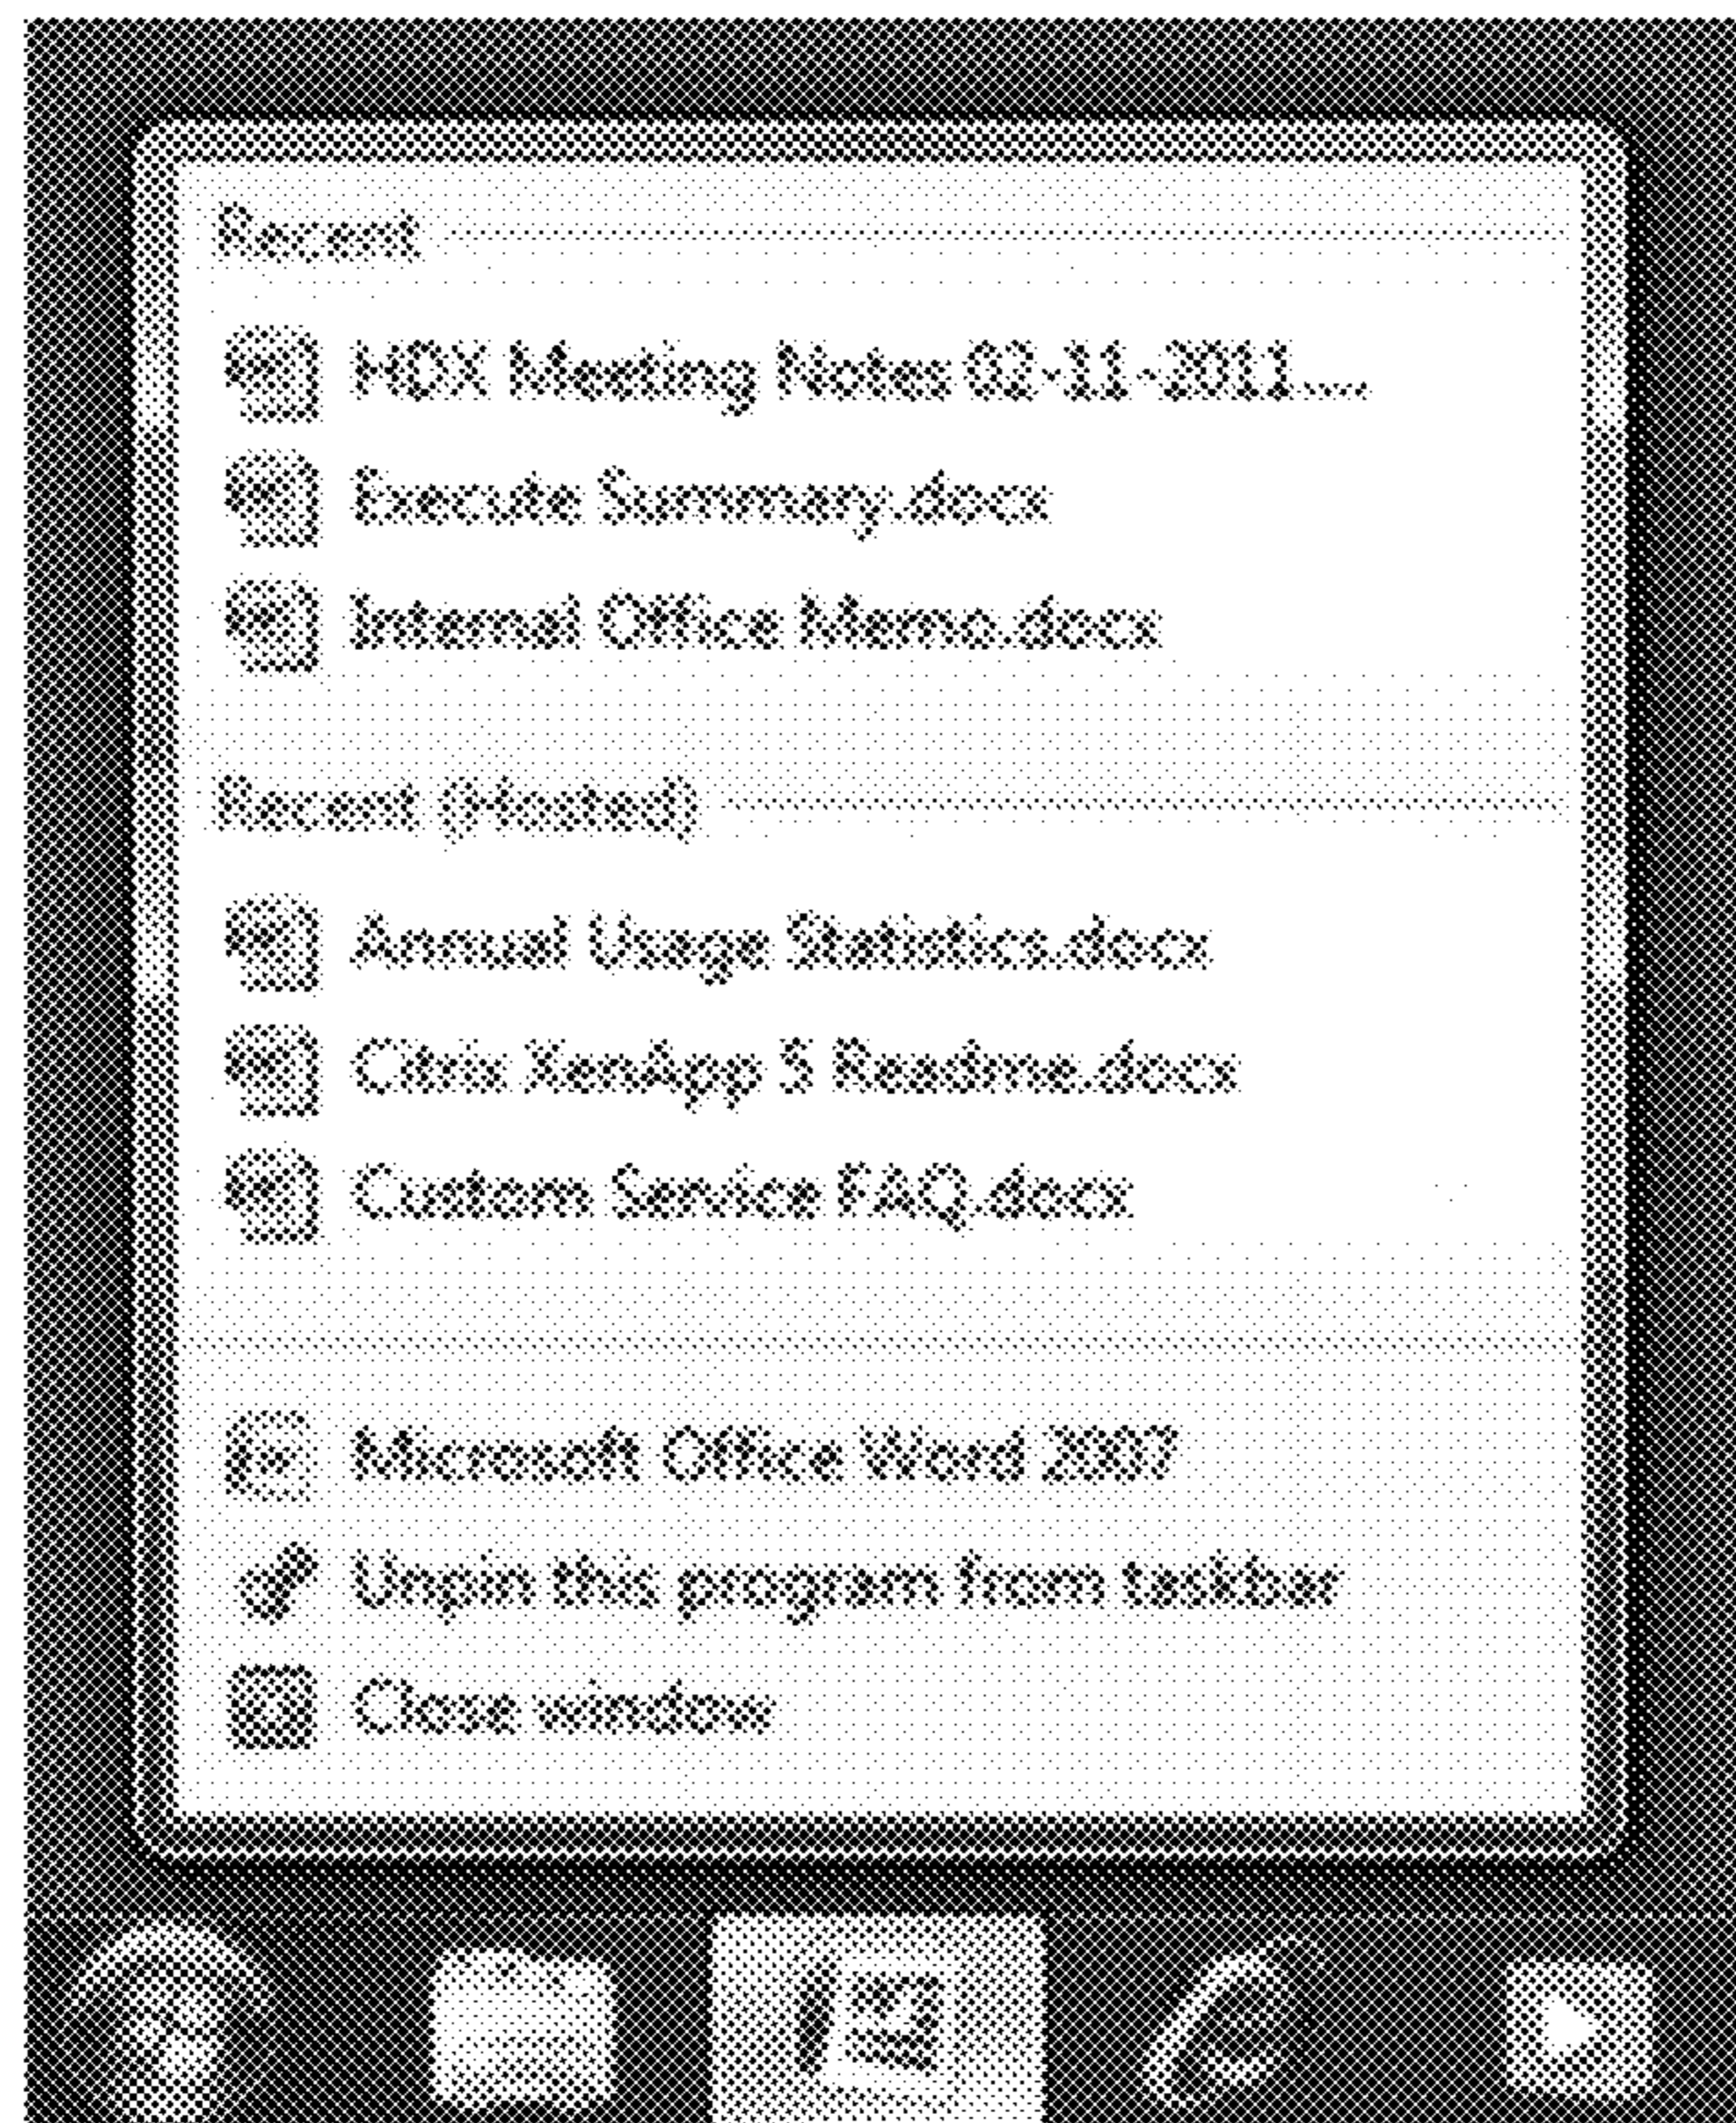 Recent
HDX Meeting Notes 02-11-2011....
Execute Summary.docx
Internal Office Memo.docx
Recent (Hosted)
Annual Usage Statistics.docx
Citrix XenApp 5 Readme.docx
Custom Service FAQ.docx
Microsoft Office Word 2007
Unpin this program from taskbar
Close window